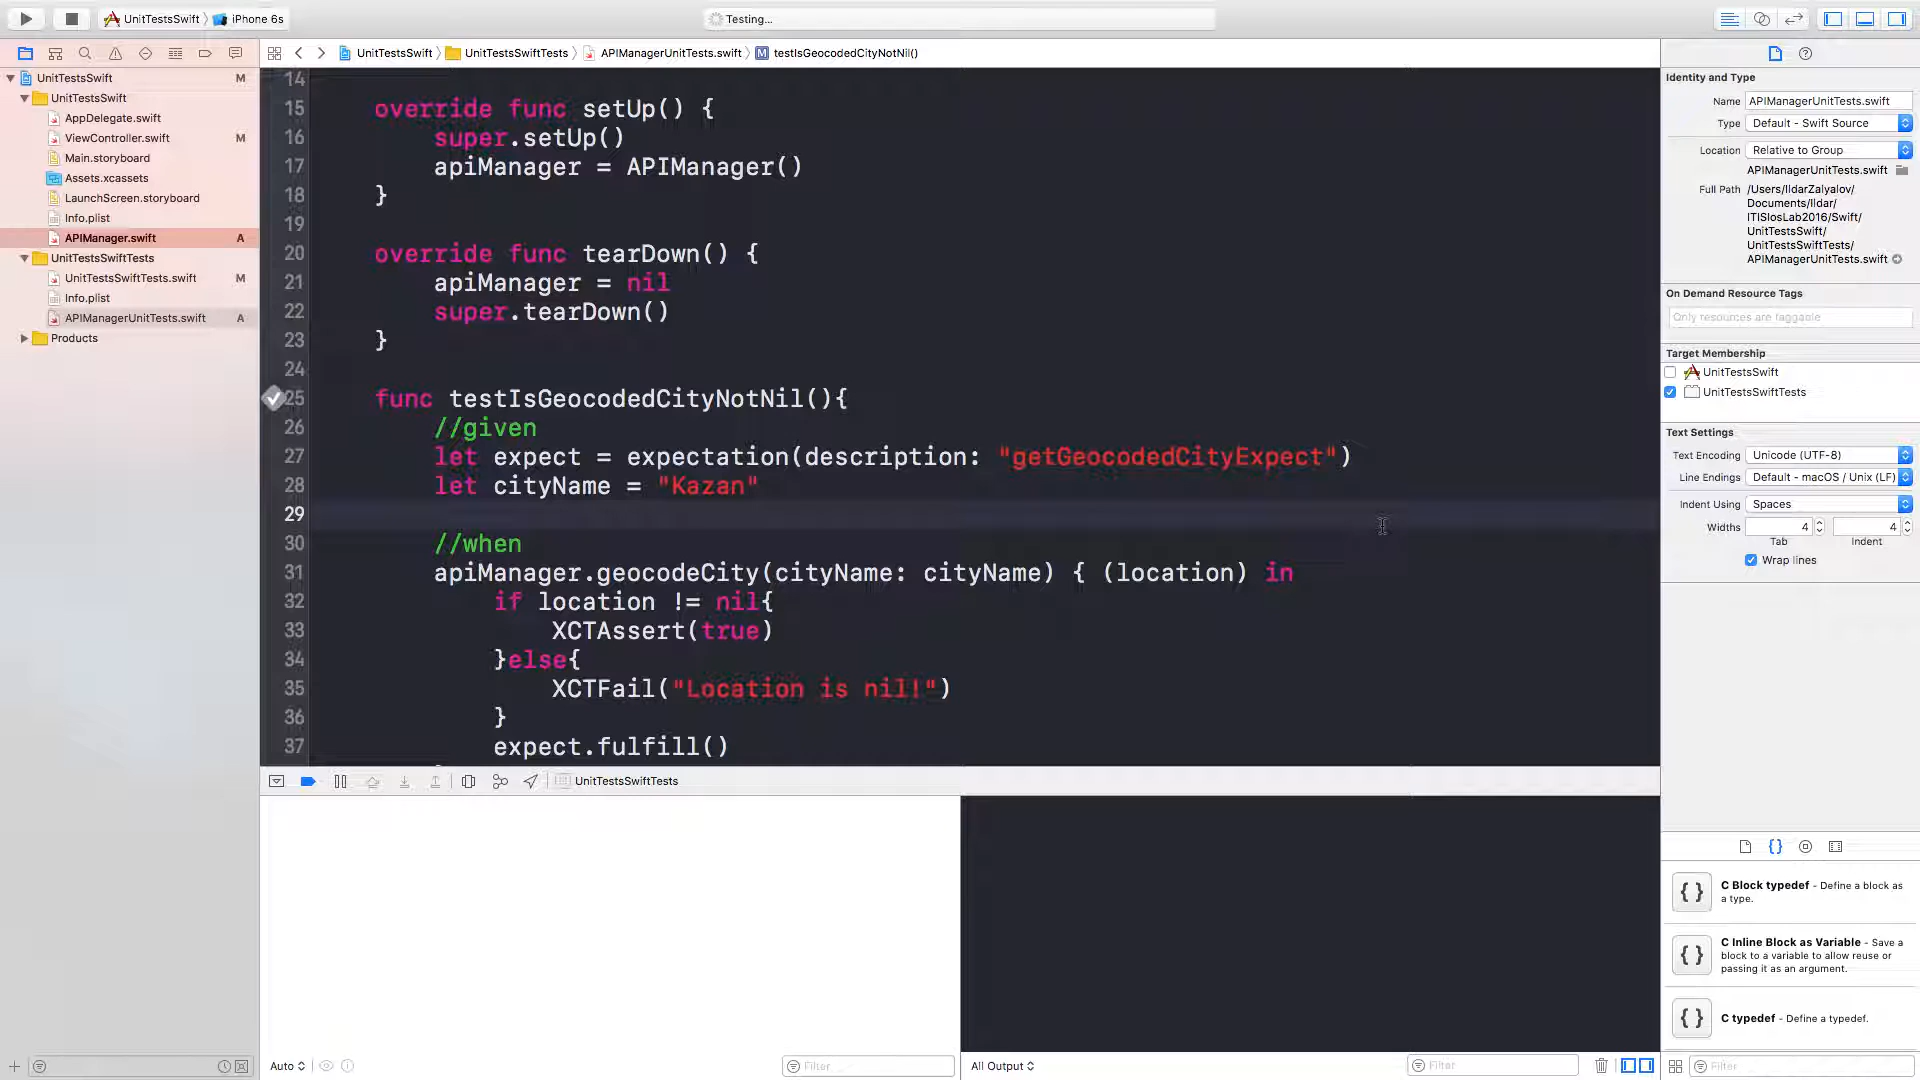 UnitTestsSwift
iPhone 6s
Testing...
UnitTestsSwift
UnitTestsSwiftTests
APIManagerUnitTests.swift
M testIsGeocodedCityNotNil()
UnitTestsSwift M
UnitTestsSwift
AppDelegate.swift
ViewController.swift M
Main.storyboard
Assets.xcassets
LaunchScreen.storyboard
Info.plist
APIManager.swift A
UnitTestsSwiftTests
UnitTestsSwiftTests.swift M
Info.plist
APIManagerUnitTests.swift A
Products
14
15 override func setUp() {
16 super.setUp()
17 apiManager = APIManager()
18 }
19
20 override func tearDown() {
21 apiManager = nil
22 super.tearDown()
23 }
24
25 func testIsGeocodedCityNotNil(){
26 //given
27 let expect = expectation(description: "getGeocodedCityExpect")
28 let cityName = "Kazan"
29
30 //when
31 apiManager.geocodeCity(cityName: cityName) { (location) in
32 if location != nil{
33 XCTAssert(true)
34 }else{
35 XCTFail("Location is nil!")
36 }
37 expect.fulfill()
UnitTestsSwiftTests
Auto
Filter
All Output
Filter
Identity and Type
Name APIManagerUnitTests.swift
Type Default - Swift Source
Location Relative to Group
APIManagerUnitTests.swift
Full Path /Users/IldarZalyalov/
Documents/Ildar/
ITISIosLab2016/Swift/
UnitTestsSwift/
UnitTestsSwiftTests/
APIManagerUnitTests.swift
On Demand Resource Tags
Only resources are taggable
Target Membership
UnitTestsSwift
UnitTestsSwiftTests
Text Settings
Text Encoding Unicode (UTF-8)
Line Endings Default - macOS / Unix (LF)
Indent Using Spaces
Widths 4 4
Tab Indent
Wrap lines
{ } C Block typedef - Define a block as
a type.
{ } C Inline Block as Variable - Save a
block to a variable to allow reuse or
passing it as an argument.
{ } C typedef - Define a typedef.
Filter